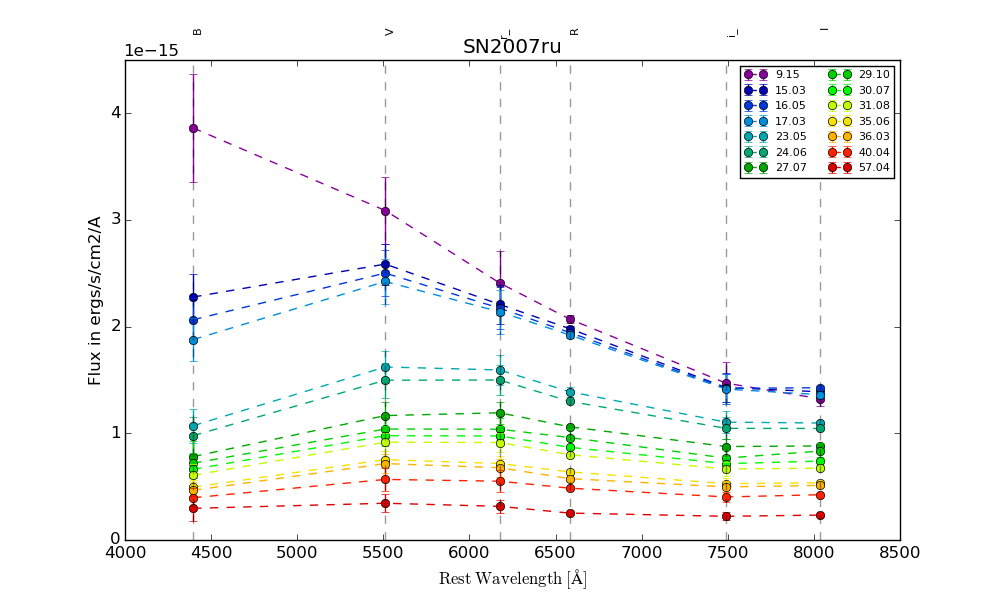 B V r_ R i_ I
SN2007ru
1e−15
Flux in ergs/s/cm2/A
4
3
2
1
0
9.15 29.10
15.03 30.07
16.05 31.08
17.03 35.06
23.05 36.03
24.06 40.04
27.07 57.04
4000 4500 5000 5500 6000 6500 7000 7500 8000 8500
Rest Wavelength [Å]